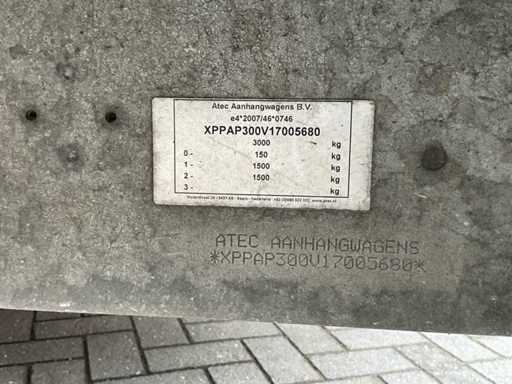 Atec Aanhangwagens B.V.
e4*2007/46*0746
XPPAP300V17005680
3000 kg
0 - 150 kg
1 - 1500 kg
2 - 1500 kg
3 - kg
ATEC AANHANGWAGENS
*XPPAP300V17005680*